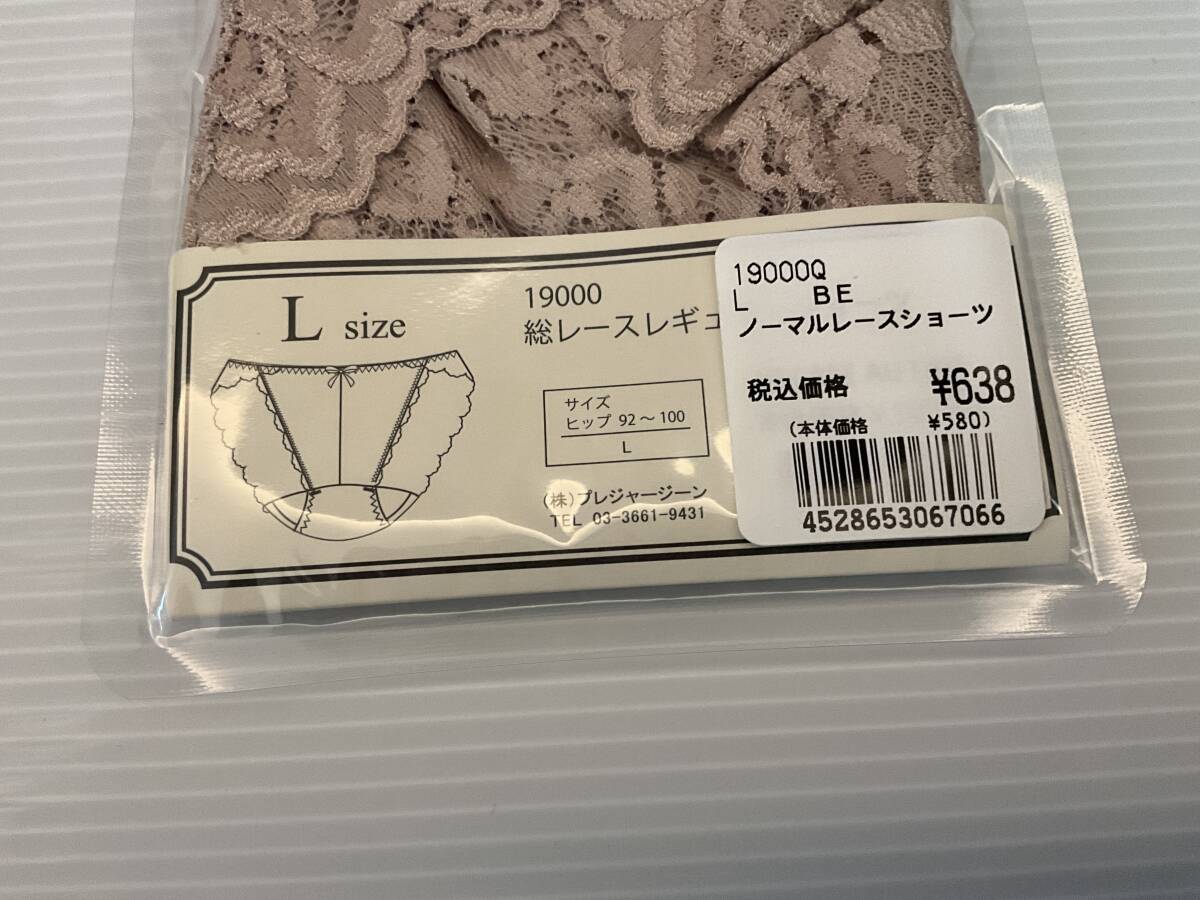 L size
19000
総レースレギュ
サイズ
ヒップ 92～100
L
(株)プレジャージーン
TEL 03-3661-9431
19000Q
L BE
ノーマルレースショーツ
税込価格 ¥638
(本体価格 ¥580)
4528653067066